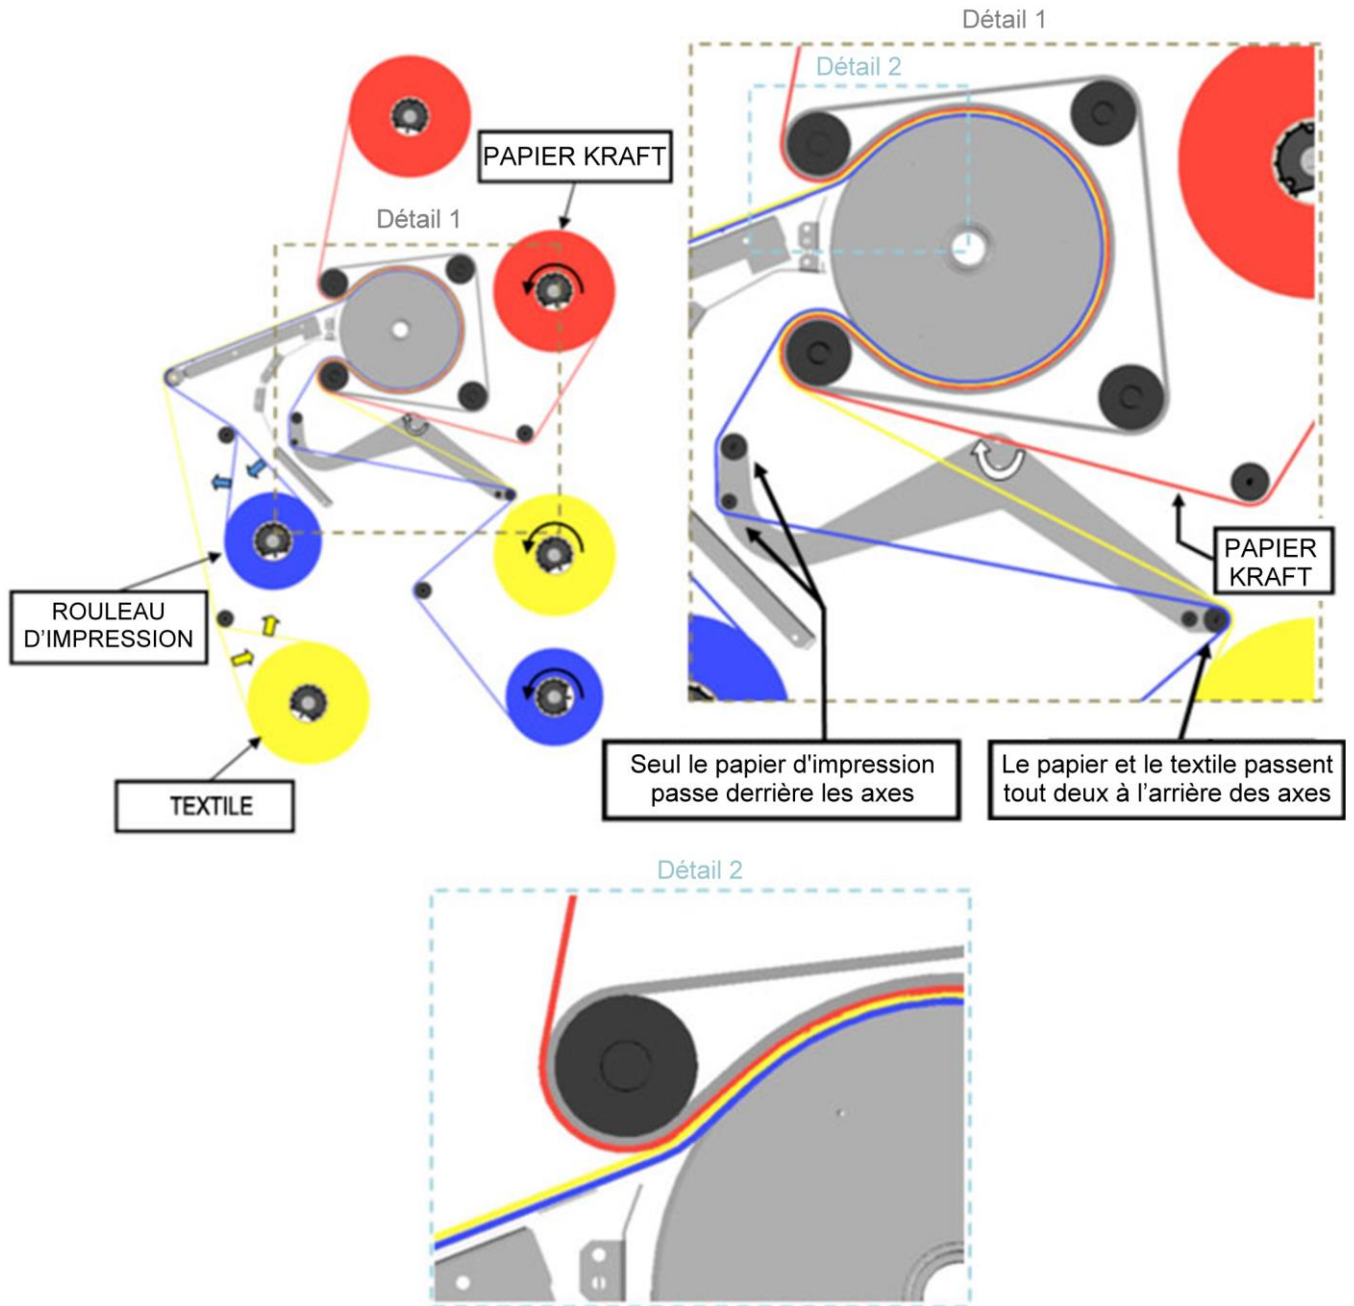 Détail 1
Détail 2
PAPIER KRAFT
Détail 1
PAPIER
KRAFT
ROULEAU
D'IMPRESSION
TEXTILE
Seul le papier d'impression
passe derrière les axes
Le papier et le textile passent
tout deux à l'arrière des axes
Détail 2